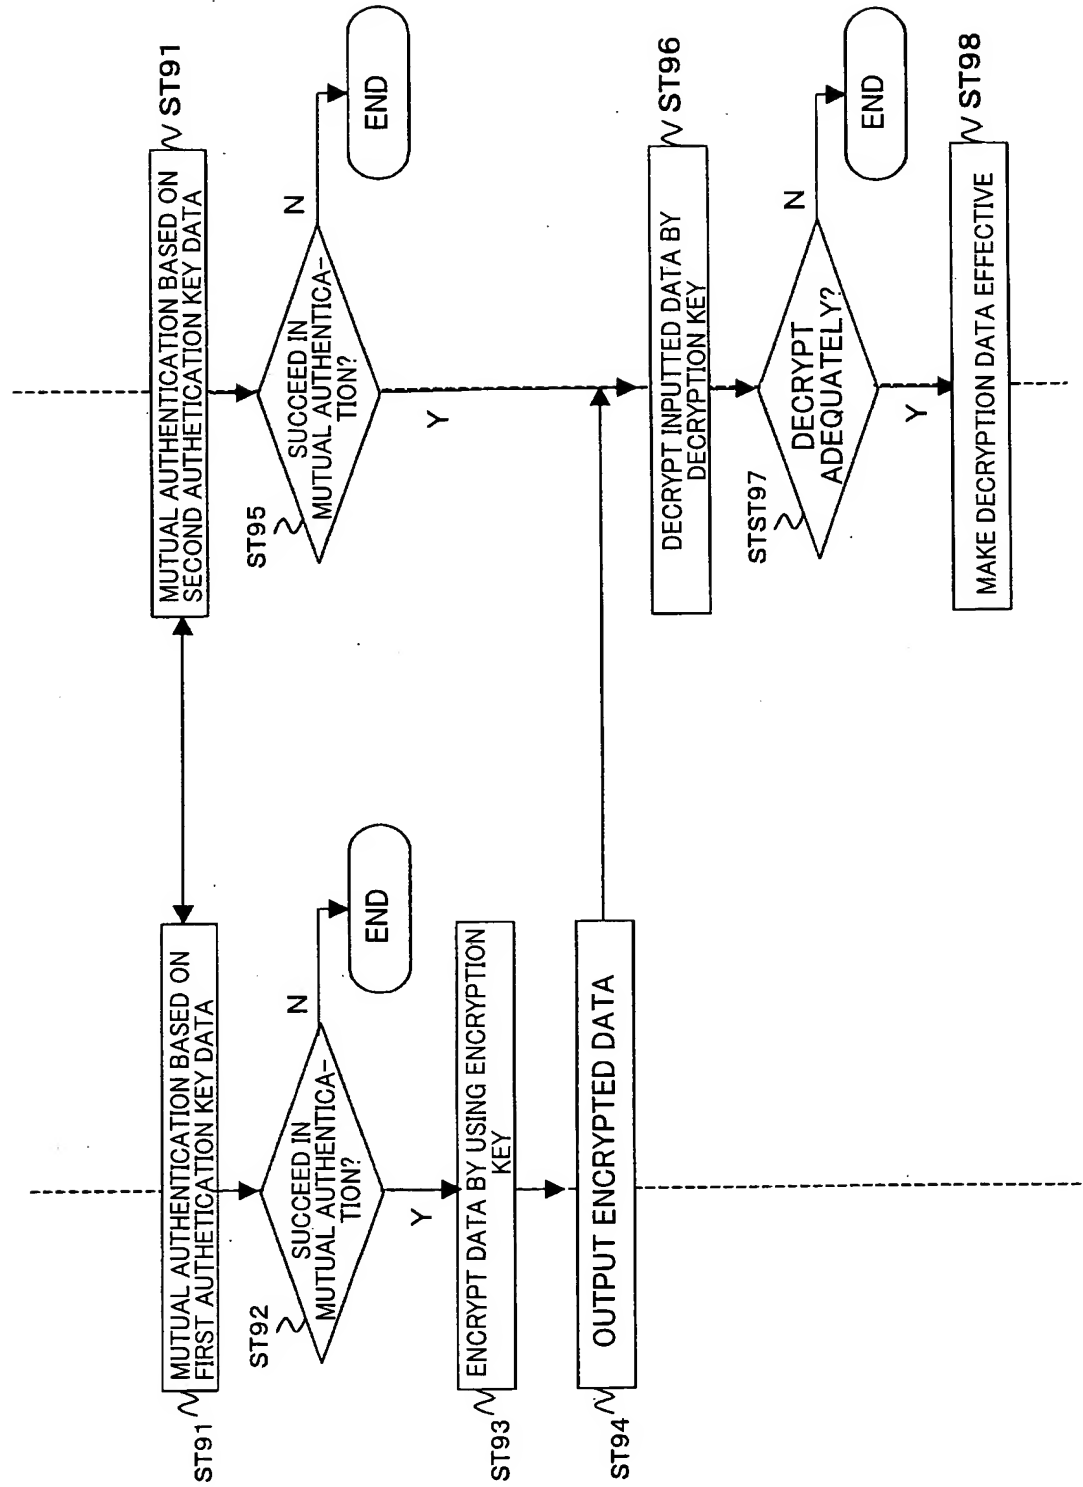 ST91
MUTUAL AUTHENTICATION BASED ON
FIRST AUTHETICATION KEY DATA
ST92
SUCCEED IN
MUTUAL AUTHENTICA-
TION?
N
END
Y
ST93
ENCRYPT DATA BY USING ENCRYPTION
KEY
ST94
OUTPUT ENCRYPTED DATA
MUTUAL AUTHENTICATION BASED ON
SECOND AUTHETICATION KEY DATA
ST91
ST95
SUCCEED IN
MUTUAL AUTHENTICA-
TION?
N
END
Y
DECRYPT INPUTTED DATA BY
DECRYPTION KEY
ST96
STST97
DECRYPT
ADEQUATELY?
N
END
Y
MAKE DECRYPTION DATA EFFECTIVE
ST98